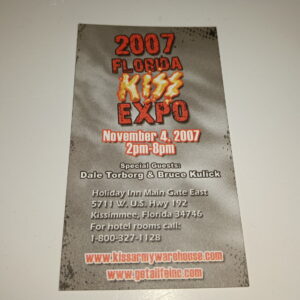 2007
FLORIDA
KISS
EXPO
November 4, 2007
2pm-8pm
Special Guests:
Dale Torborg & Bruce Kulick
Holiday Inn Main Gate East
5711 W. U.S. Hwy 192
Kissimmee, Florida 34746
For hotel rooms call:
1-800-327-1128
www.kissarmywarehouse.com
www.getalifeinc.com